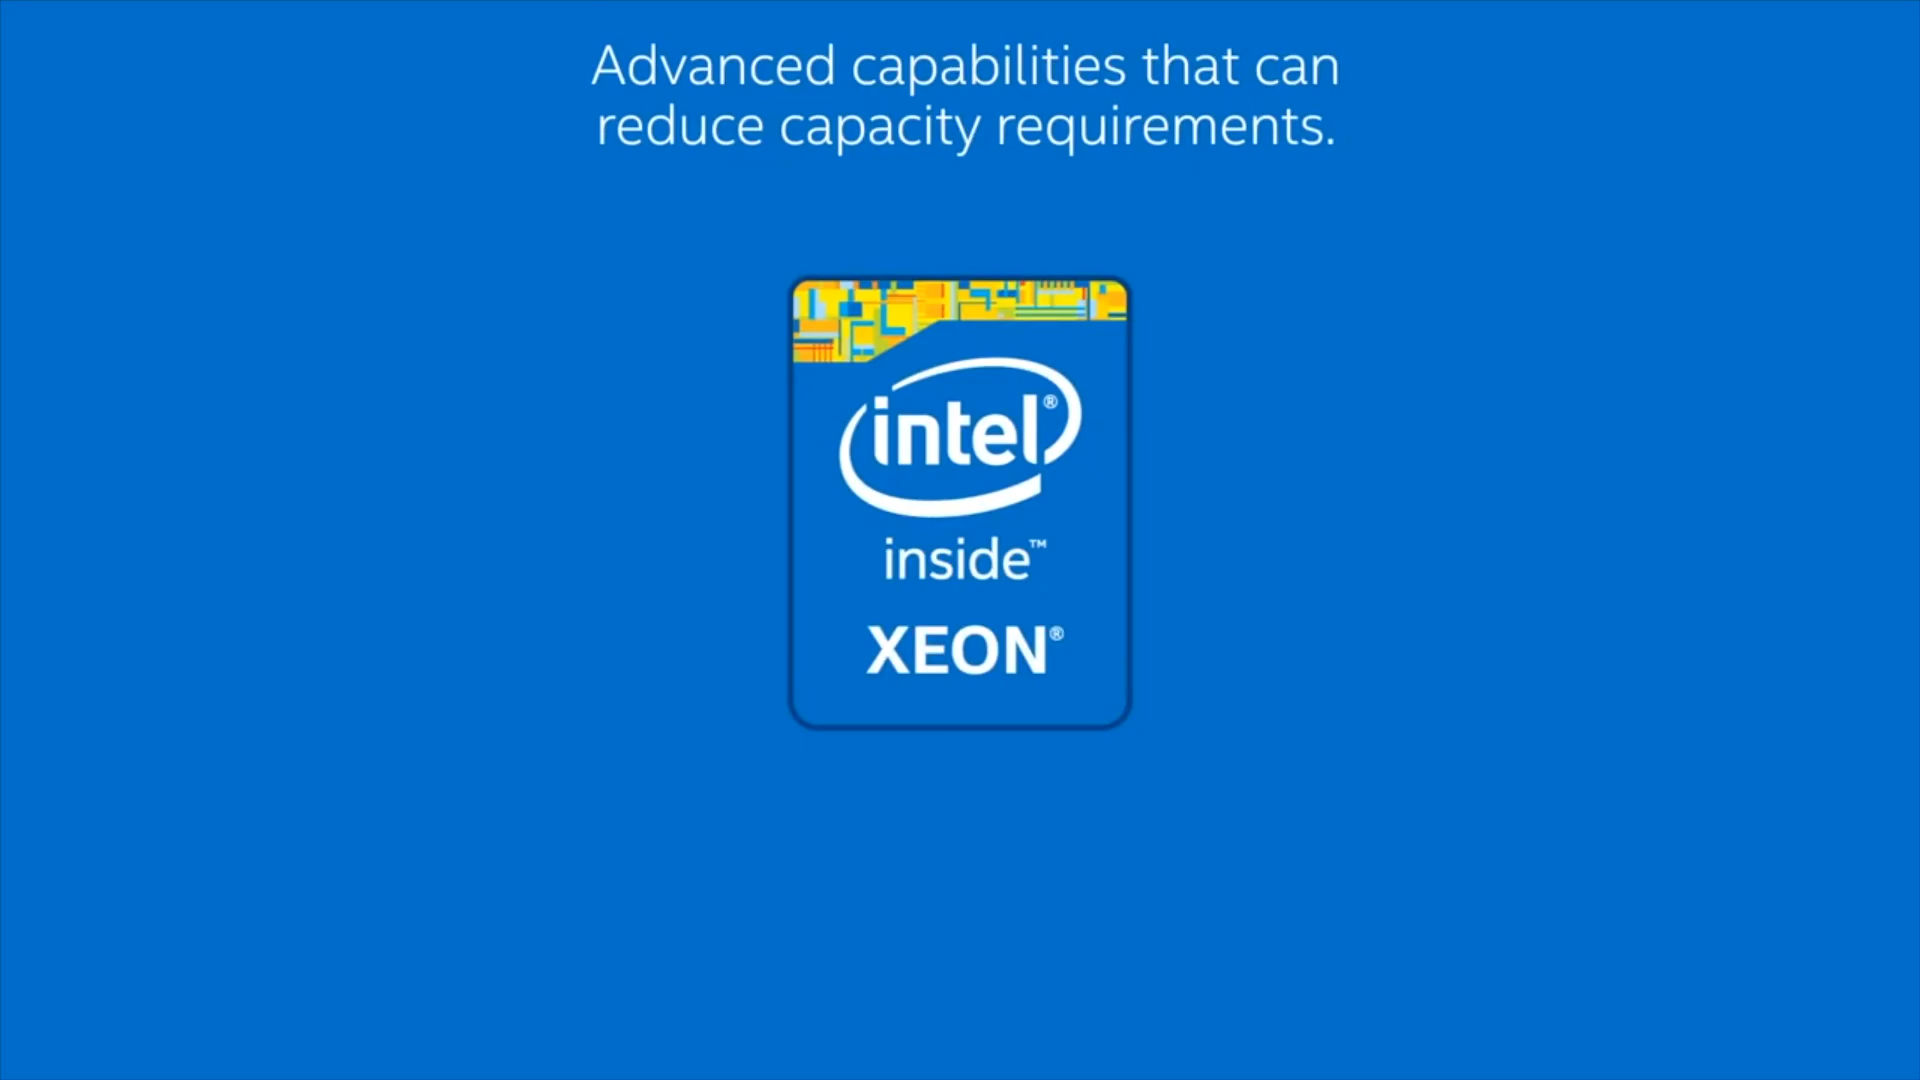 Advanced capabilities that can
reduce capacity requirements.
intel®
inside™
XEON®